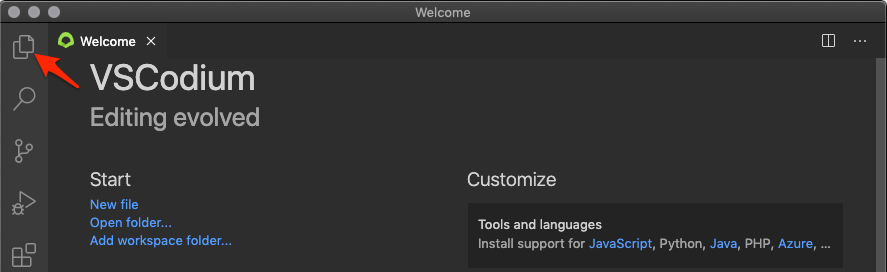 Welcome
Welcome
VSCodium
Editing evolved
Start
New file
Open folder...
Add workspace folder...
Customize
Tools and languages
Install support for JavaScript, Python, Java, PHP, Azure, ...